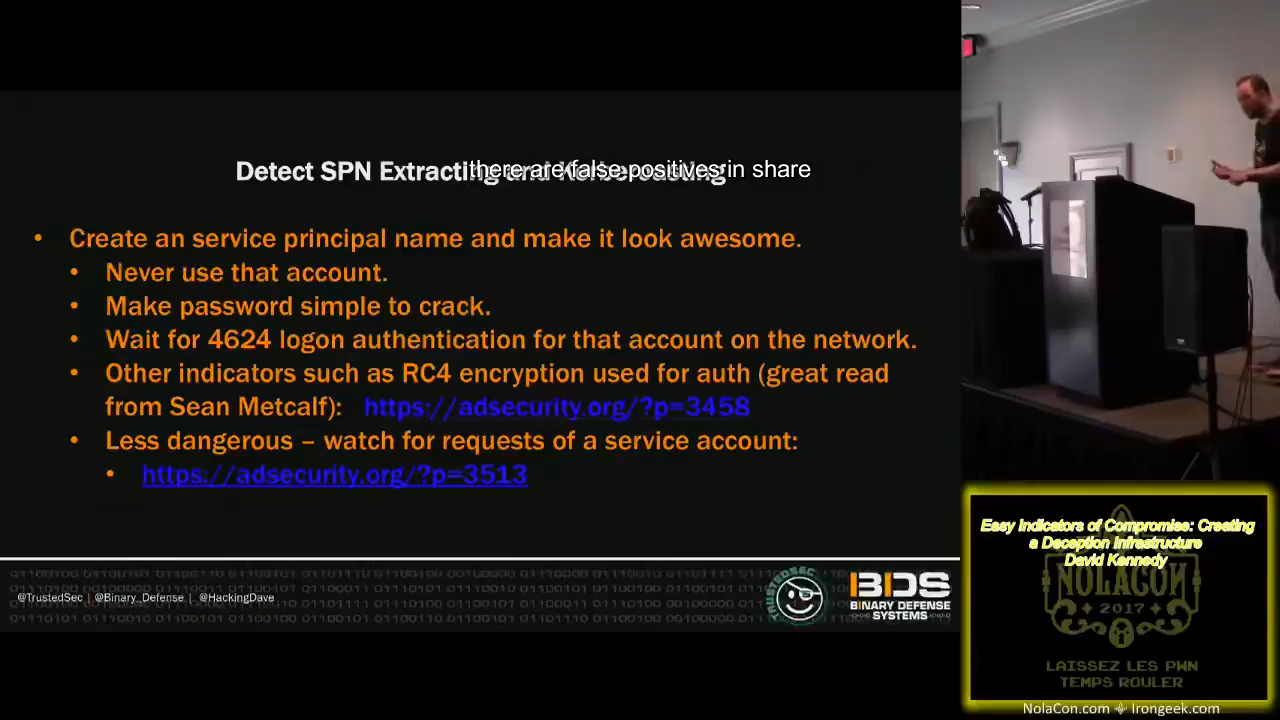 Detect SPN Extracting and Kerberoasting
there are false positives in share
• Create an service principal name and make it look awesome.
• Never use that account.
• Make password simple to crack.
• Wait for 4624 logon authentication for that account on the network.
• Other indicators such as RC4 encryption used for auth (great read
from Sean Metcalf): https://adsecurity.org/?p=3458
• Less dangerous – watch for requests of a service account:
• https://adsecurity.org/?p=3513
@TrustedSec | @Binary_Defense | @HackingDave
TRUSTEDSEC
BDS
BINARY DEFENSE
SYSTEMS
Easy Indicators of Compromise: Creating
a Deception Infrastructure
David Kennedy
NOLACON
2017
LAISSEZ LES PWN
TEMPS ROULER
NolaCon.com Irongeek.com